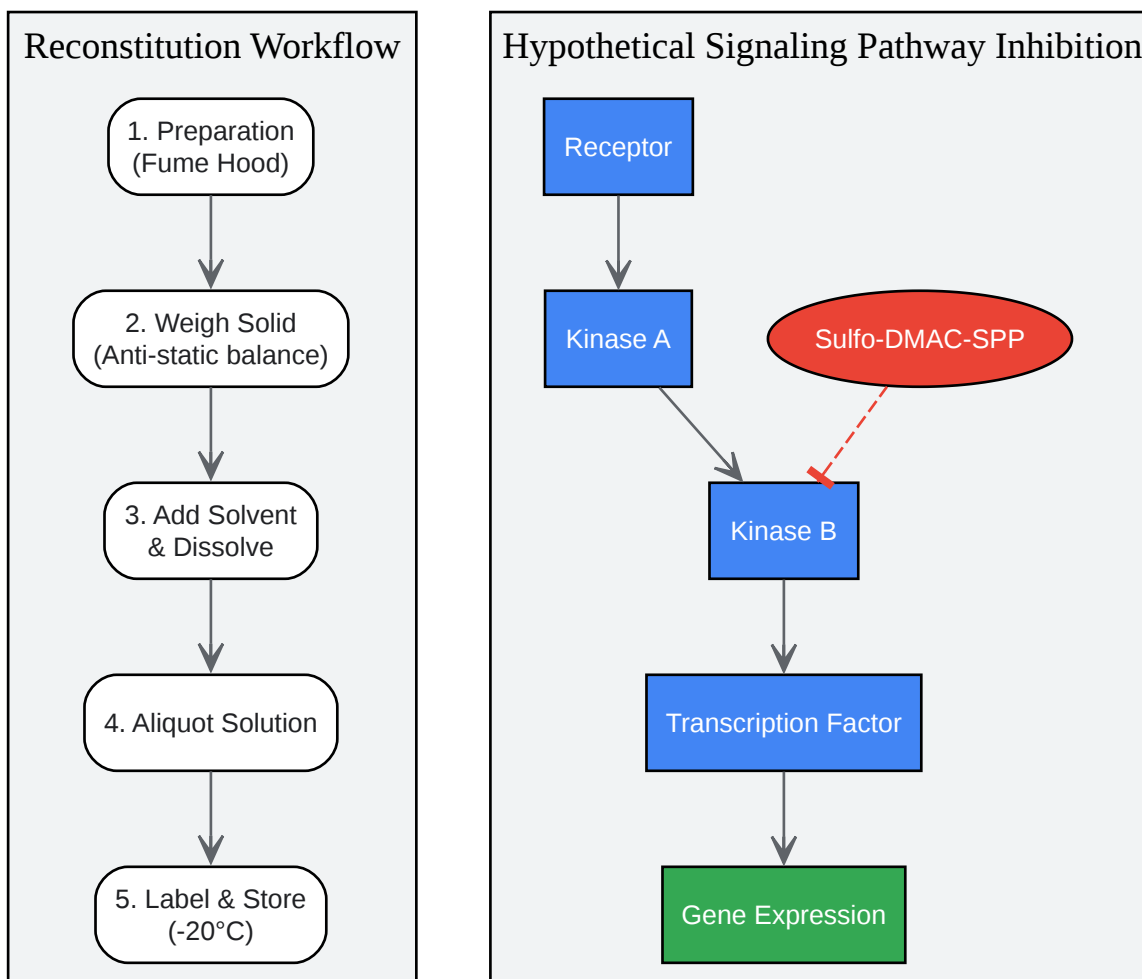 Reconstitution Workflow
1. Preparation
(Fume Hood)
2. Weigh Solid
(Anti-static balance)
3. Add Solvent
& Dissolve
4. Aliquot Solution
5. Label & Store
(-20°C)
Hypothetical Signaling Pathway Inhibition
Receptor
Kinase A
Sulfo-DMAC-SPP
Kinase B
Transcription Factor
Gene Expression